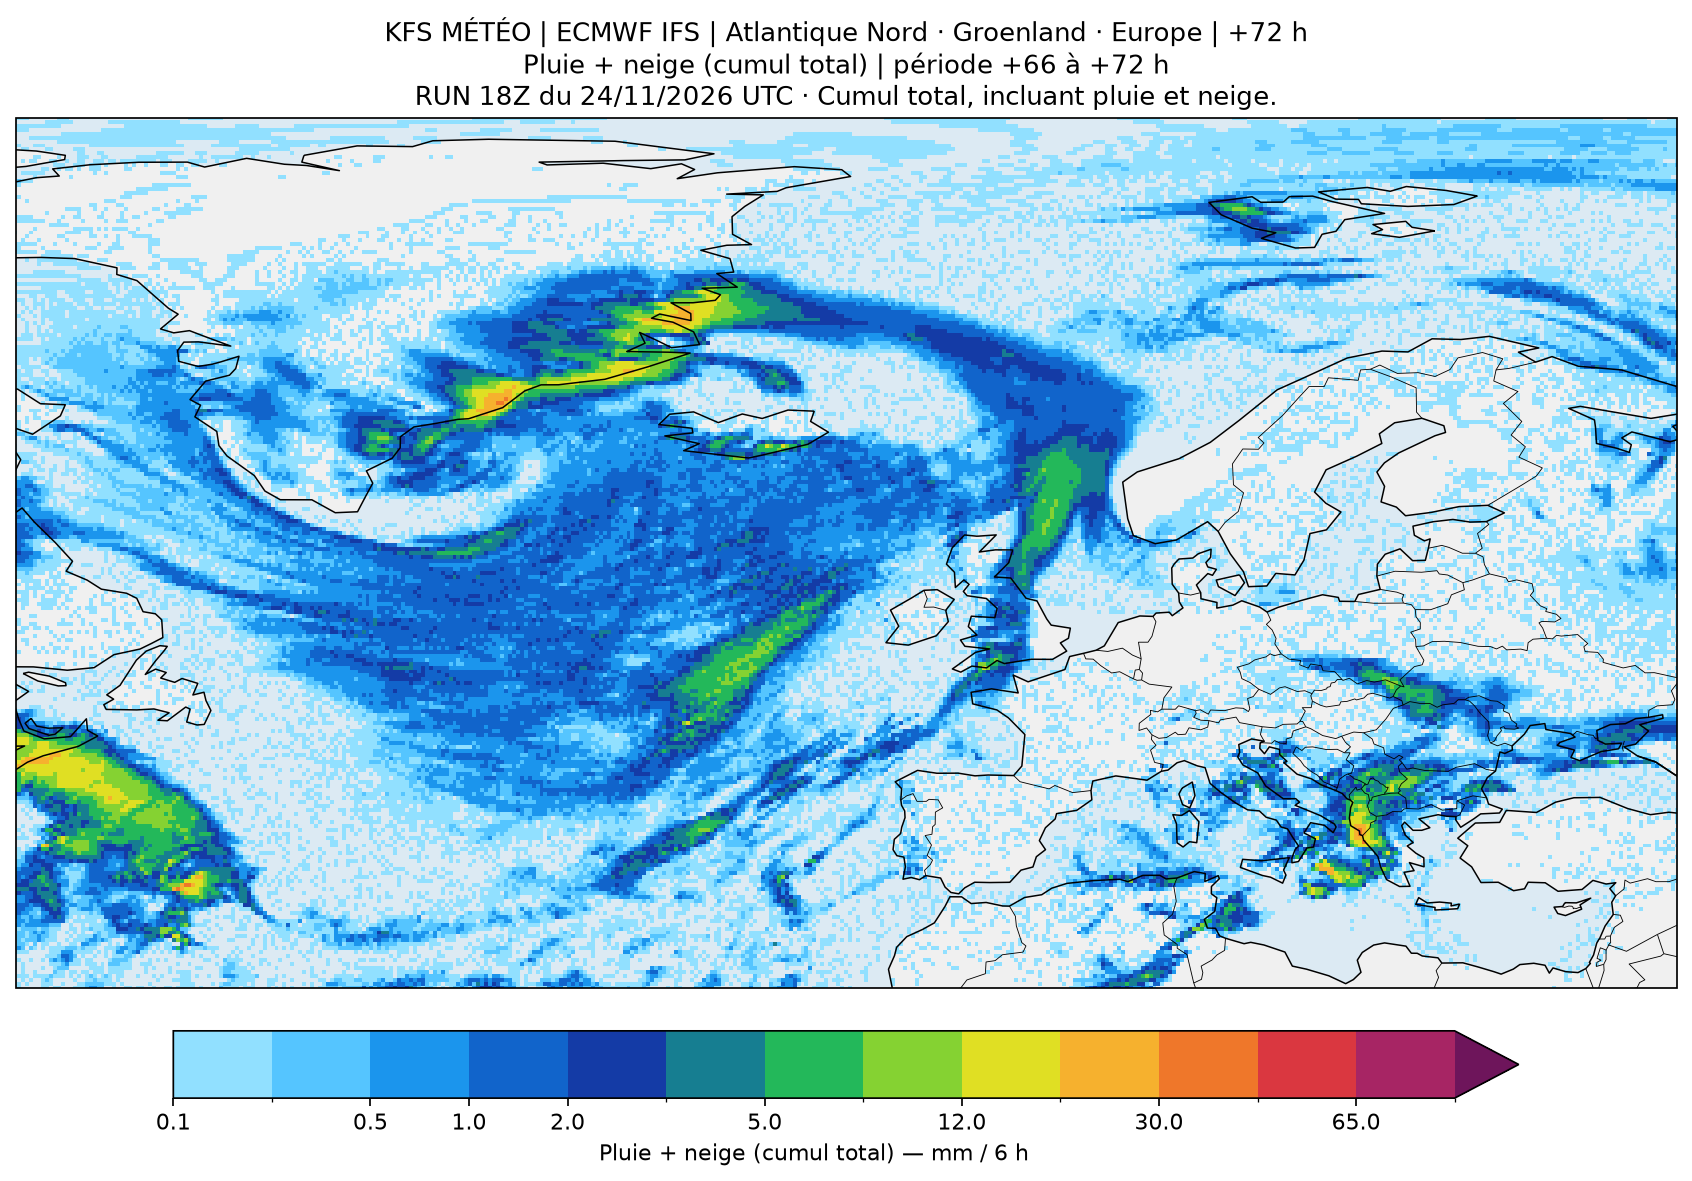 KFS MÉTÉO | ECMWF IFS | Atlantique Nord · Groenland · Europe | +72 h
Pluie + neige (cumul total) | période +66 à +72 h
RUN 18Z du 24/11/2026 UTC · Cumul total, incluant pluie et neige.
0.1 0.5 1.0 2.0 5.0 12.0 30.0 65.0
Pluie + neige (cumul total) — mm / 6 h